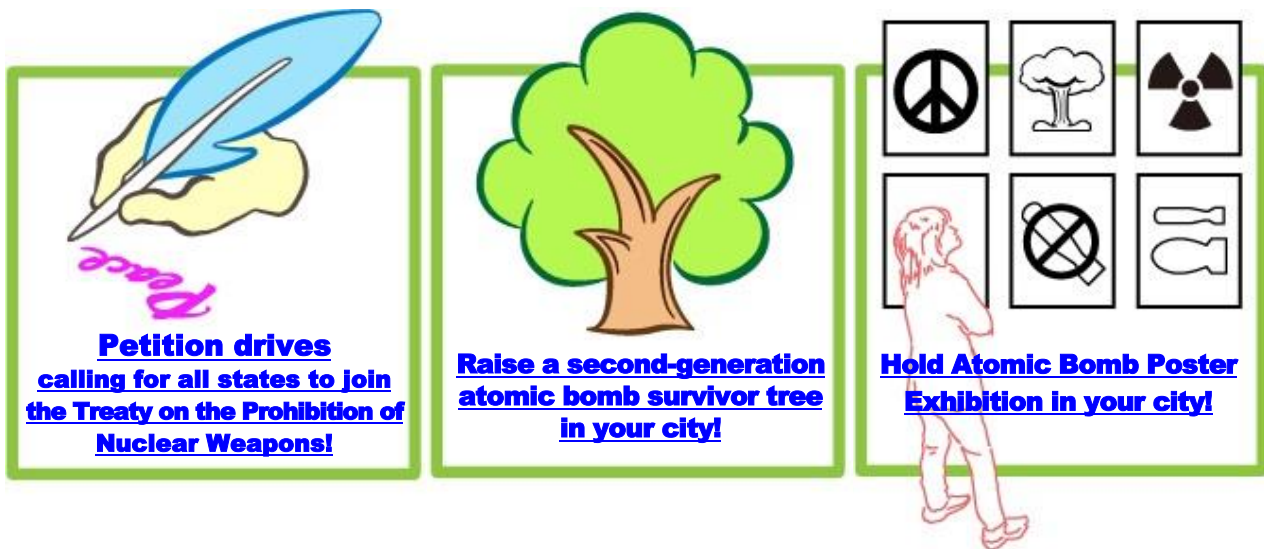 Peace
Petition drives
calling for all states to join
the Treaty on the Prohibition of
Nuclear Weapons!
Raise a second-generation
atomic bomb survivor tree
in your city!
Hold Atomic Bomb Poster
Exhibition in your city!